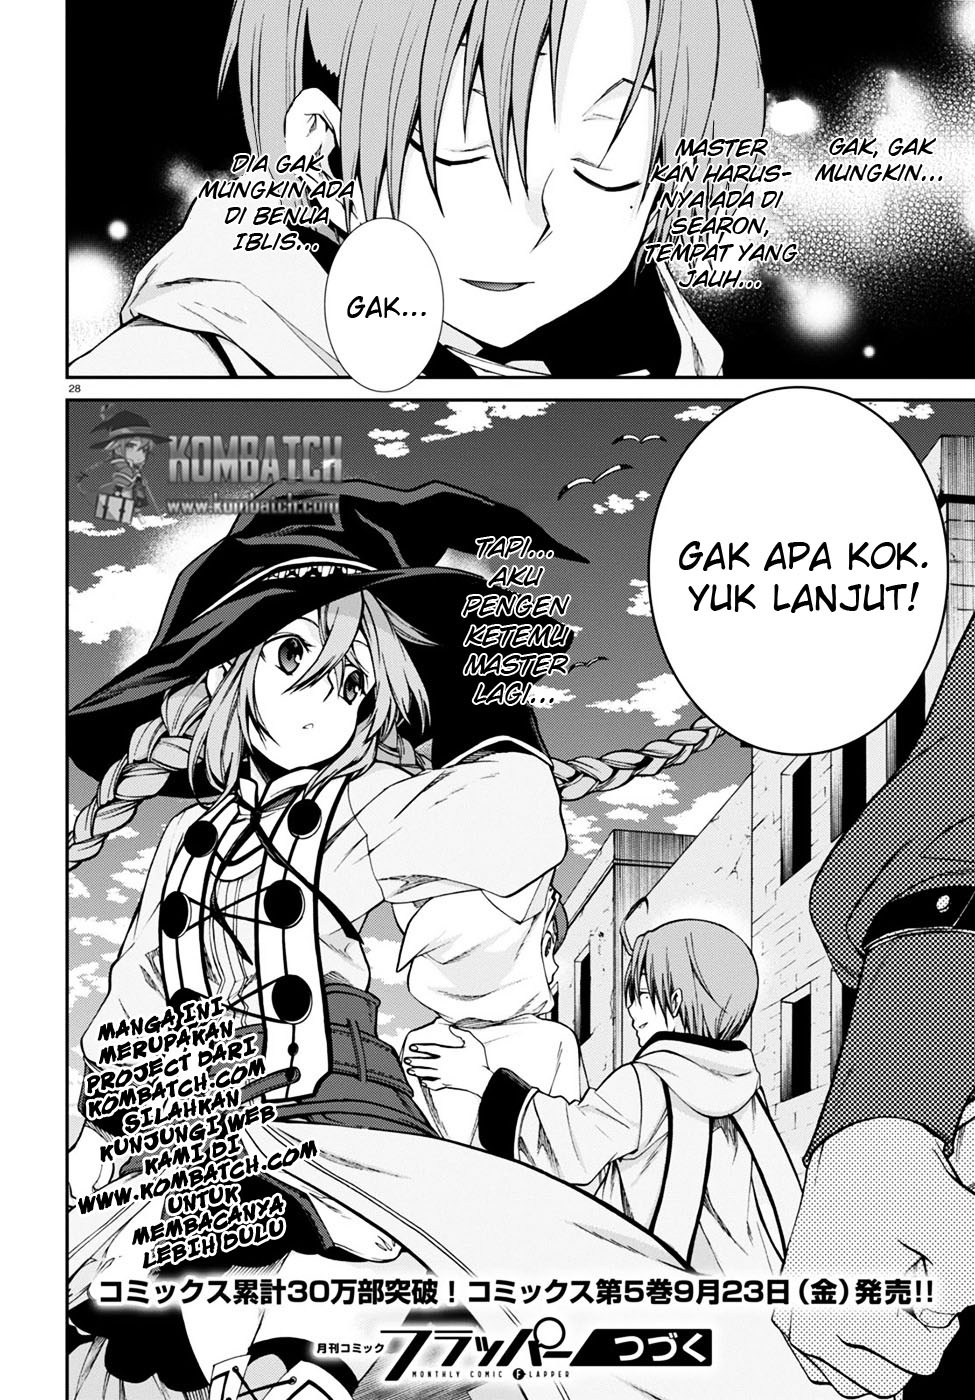 GAK, GAK
MUNGKIN...
MASTER
KAN HARUS-
NYA ADA DI
SEARON,
TEMPAT YANG
JAUH...
DIA GAK
MUNGKIN ADA
DI BENUA
IBLIS...
GAK...
28
KOMBATCH
www.kombatch.com
GAK APA KOK.
YUK LANJUT!
TAPI...
AKU
PENGEN
KETEMU
MASTER
LAGI...
MANGA INI
MERUPAKAN
PROJECT DARI
KOMBATCH.COM
SILAHKAN
KUNJUNGI WEB
KAMI DI
WWW.KOMBATCH.COM
UNTUK
MEMBACANYA
LEBIH DULU
コミックス累計30万部突破！コミックス第5巻9月23日（金）発売!!
月刊コミック フラッパー つづく
MONTHLY COMIC FLAPPER